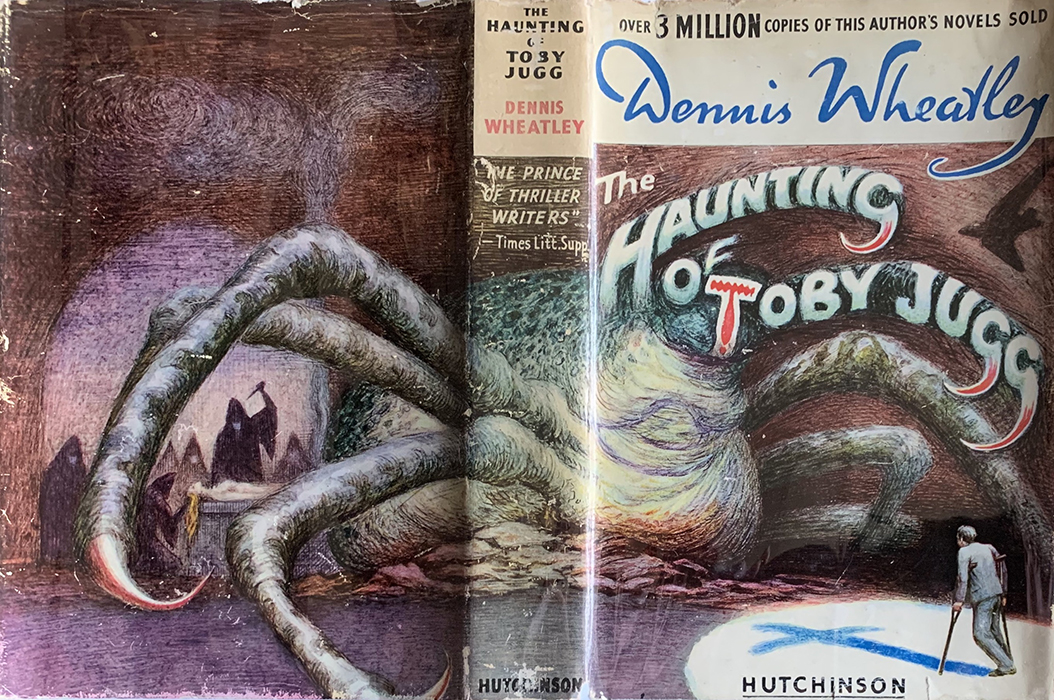 THE
HAUNTING
OF
TOBY
JUGG
DENNIS
WHEATLEY
"THE PRINCE
OF THRILLER
WRITERS"
—Times Litt. Supp.
HUTCHINSON
OVER 3 MILLION COPIES OF THIS AUTHOR'S NOVELS SOLD
Dennis Wheatley
The
HAUNTING
OF TOBY JUGG
HUTCHINSON